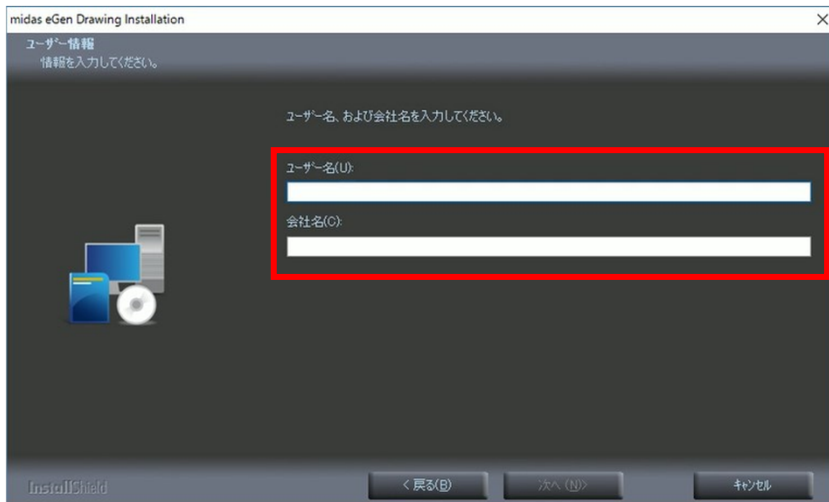 midas eGen Drawing Installation
ユーザー情報
情報を入力してください。
ユーザー名、および会社名を入力してください。
ユーザー名(U):
会社名(C):
InstallShield
< 戻る(B)
次へ (N)>
キャンセル